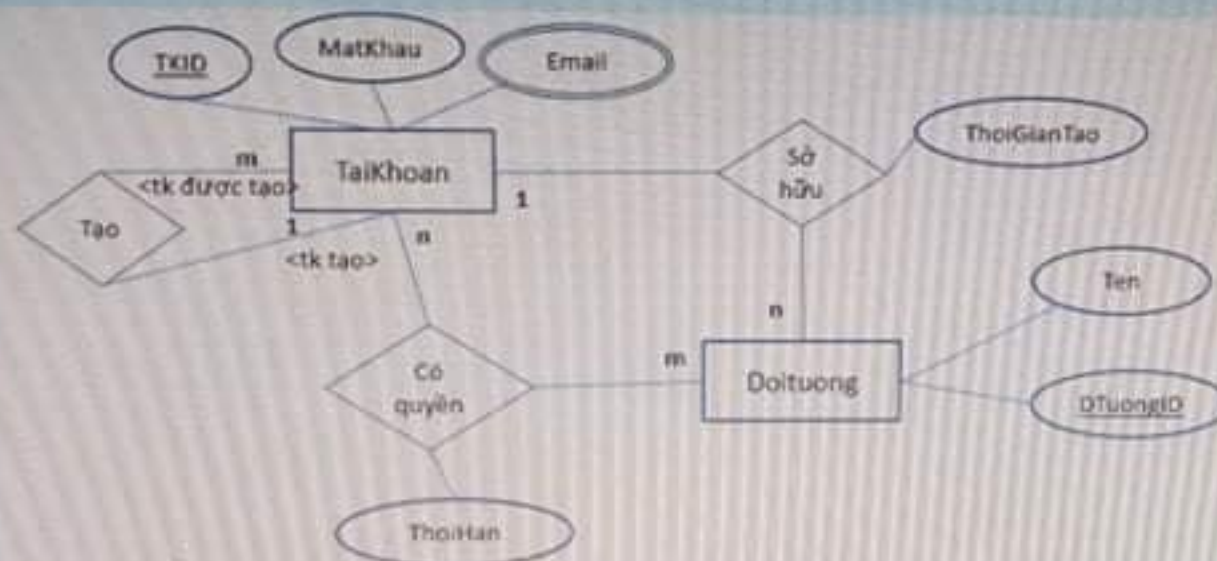 TKID
MatKhau
Email
ThoiGianTao
m
TaiKhoan
Sở
hữu
<tk được tạo>
1
Tạo
1
n
<tk tạo>
Ten
n
m
Có
quyền
Doituong
DTuongID
ThoiHan